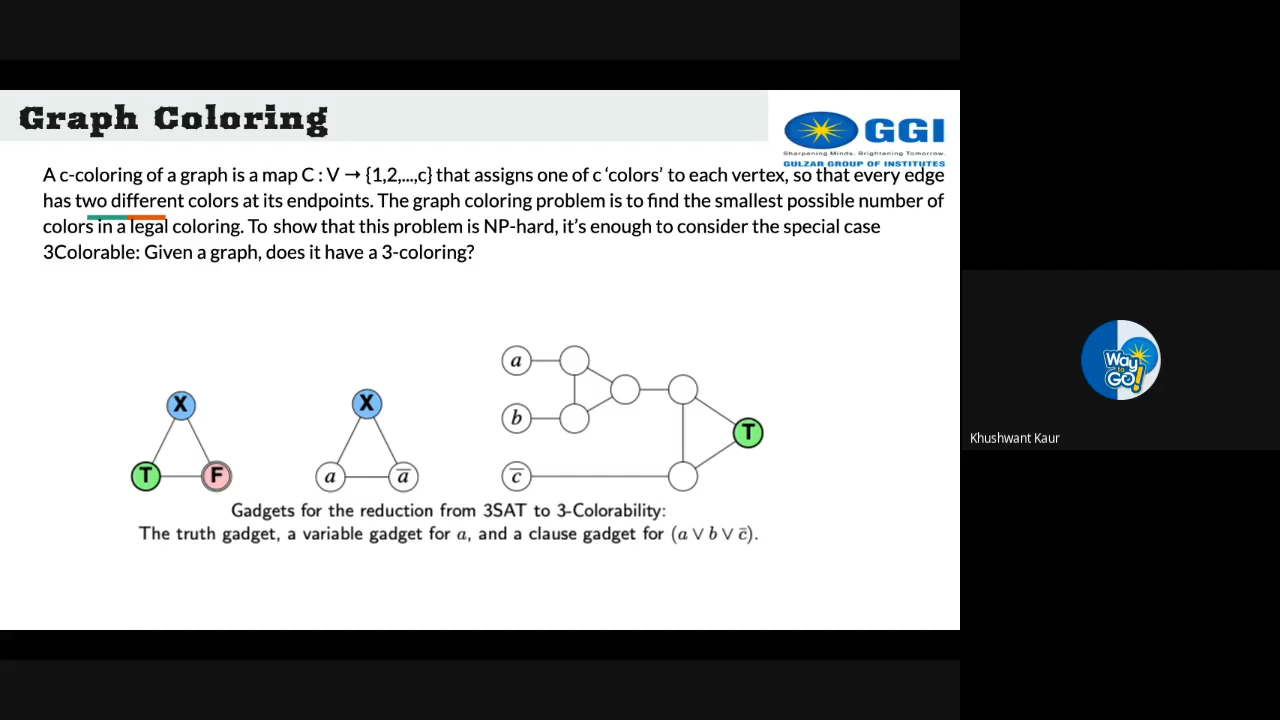 Graph Coloring
GGI
Sharpening Minds. Brightening Tomorrow.
GULZAR GROUP OF INSTITUTES
A c-coloring of a graph is a map C : V → {1,2,...,c} that assigns one of c ‘colors’ to each vertex, so that every edge
has two different colors at its endpoints. The graph coloring problem is to find the smallest possible number of
colors in a legal coloring. To show that this problem is NP-hard, it’s enough to consider the special case
3Colorable: Given a graph, does it have a 3-coloring?
X
T F
X
a a̅
a
b
c̅
T
Gadgets for the reduction from 3SAT to 3-Colorability:
The truth gadget, a variable gadget for a, and a clause gadget for (a ∨ b ∨ c̅).
Way
to
GO!
Khushwant Kaur